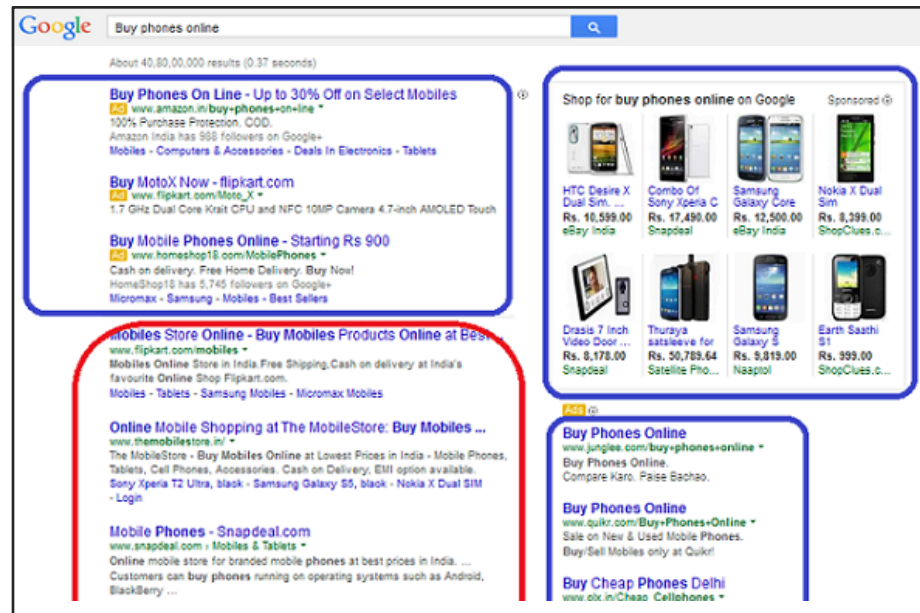 Google
Buy phones online
About 40,80,00,000 results (0.37 seconds)
Buy Phones On Line - Up to 30% Off on Select Mobiles
Ad www.amazon.in/buy+phones+on+line
100% Purchase Protection. COD.
Amazon India has 988 followers on Google+
Mobiles - Computers & Accessories - Deals In Electronics - Tablets
Buy MotoX Now - flipkart.com
Ad www.flipkart.com/Moto_X
1.7 GHz Dual Core Krait CPU and NFC 10MP Camera 4.7-inch AMOLED Touch
Buy Mobile Phones Online - Starting Rs 900
Ad www.homeshop18.com/MobilePhones
Cash on delivery. Free Home Delivery. Buy Now!
HomeShop18 has 5,745 followers on Google+
Micromax - Samsung - Mobiles - Best Sellers
Mobiles Store Online - Buy Mobiles Products Online at Best ...
www.flipkart.com/mobiles
Mobiles Online Store in India.Free Shipping,Cash on delivery at India's
favourite Online Shop Flipkart.com.
Mobiles - Tablets - Samsung Mobiles - Micromax Mobiles
Online Mobile Shopping at The MobileStore: Buy Mobiles ...
www.themobilestore.in/
The MobileStore - Buy Mobiles Online at Lowest Prices in India - Mobile Phones,
Tablets, Cell Phones, Accessories. Cash on Delivery, EMI option available.
Sony Xperia T2 Ultra, black - Samsung Galaxy S5, black - Nokia X Dual SIM
- Login
Mobile Phones - Snapdeal.com
www.snapdeal.com › Mobiles & Tablets
Online mobile store for branded mobile phones at best prices in India. ...
Customers can buy phones running on operating systems such as Android,
BlackBerry ...
Shop for buy phones online on Google
Sponsored
HTC Desire X
Dual Sim. ...
Rs. 10,599.00
eBay India
Combo Of
Sony Xperia C
Rs. 17,490.00
Snapdeal
Samsung
Galaxy Core
Rs. 12,500.00
eBay India
Nokia X Dual
Sim
Rs. 8,399.00
ShopClues.c...
Drasis 7 Inch
Video Door ...
Rs. 8,178.00
Snapdeal
Thuraya
satsleeve for
Rs. 50,789.64
Satellite Pho...
Samsung
Galaxy S
Rs. 9,819.00
Naaptol
Earth Saathi
S1
Rs. 999.00
ShopClues.c...
Ads
Buy Phones Online
www.junglee.com/buy+phones+online
Buy Phones Online.
Compare Karo. Paise Bachao.
Buy Phones Online
www.quikr.com/Buy+Phones+Online
Sale on New & Used Mobile Phones.
Buy/Sell Mobiles only at Quikr!
Buy Cheap Phones Delhi
www.olx.in/Cheap_Cellphones